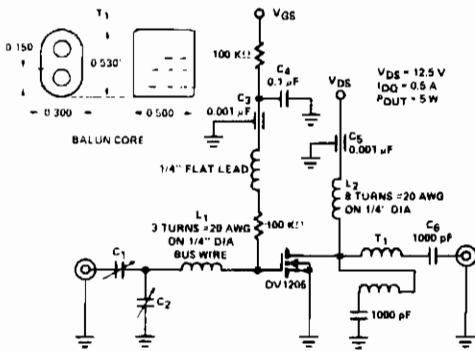 T1
0.150
0.530'
0.300
0.500
BALUN CORE
VGS
100 KΩ
C4
0.1 µF
C3
0.001 µF
1/4" FLAT LEAD
100 KΩ
L1
3 TURNS =20 AWG
ON 1/4" DIA
BUS WIRE
C1
C2
DV1206
VDS
VDS = 12.5 V
IDQ = 0.5 A
POUT = 5 W
C5
0.001 µF
L2
8 TURNS =20 AWG
ON 1/4' DIA
T1
C6
1000 pF
1000 pF